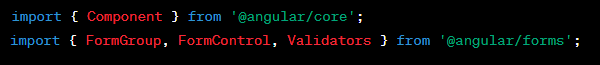 import { Component } from '@angular/core';
import { FormGroup, FormControl, Validators } from '@angular/forms';